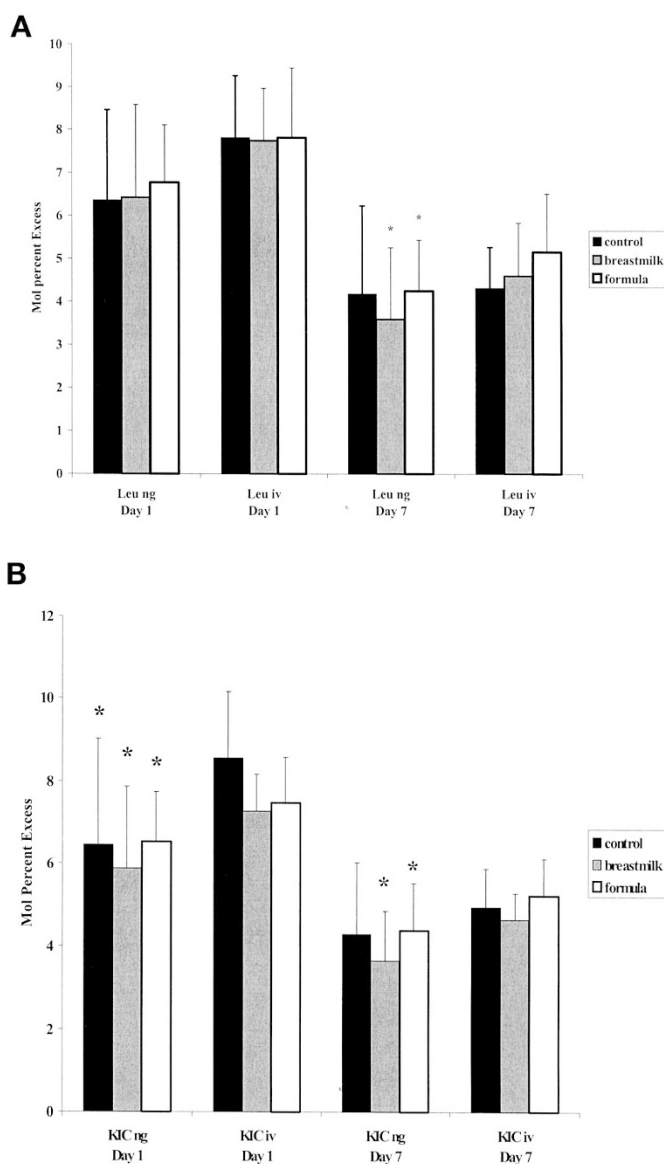 A
10
9
8
7
6
5
4
3
2
1
0
Mol percent Excess
* *
control
breastmilk
formula
Leu ng Leu iv Leu ng Leu iv
Day 1 Day 1 Day 7 Day 7
B
12
10
8
6
4
2
0
Mol Percent Excess
* * *
* *
control
breastmilk
formula
KIC ng KIC iv KIC ng KIC iv
Day 1 Day 1 Day 7 Day 7